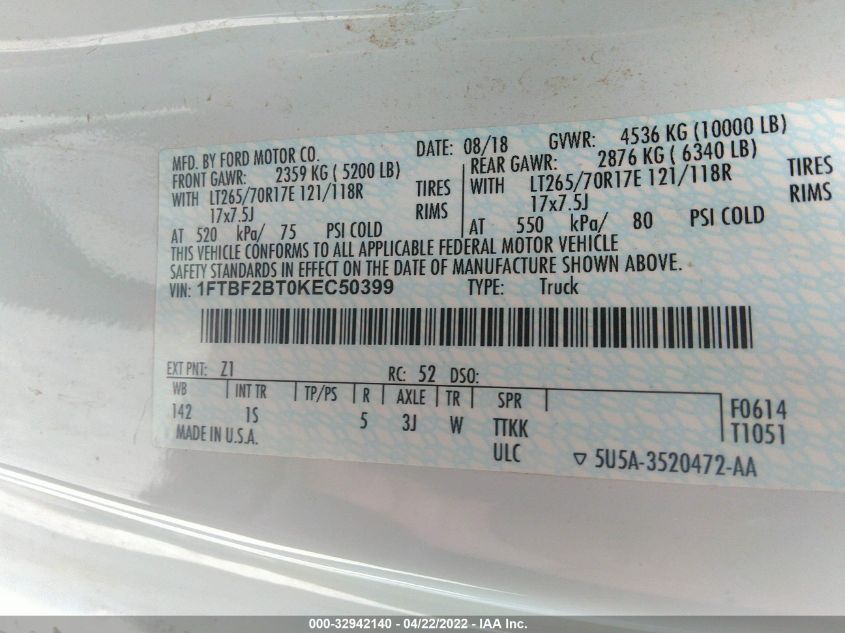 MFD. BY FORD MOTOR CO. DATE: 08/18 GVWR: 4536 KG (10000 LB)
FRONT GAWR: 2359 KG ( 5200 LB) REAR GAWR: 2876 KG ( 6340 LB)
WITH LT265/70R17E 121/118R TIRES WITH LT265/70R17E 121/118R TIRES
17x7.5J RIMS 17x7.5J RIMS
AT 520 kPa/ 75 PSI COLD AT 550 kPa/ 80 PSI COLD
THIS VEHICLE CONFORMS TO ALL APPLICABLE FEDERAL MOTOR VEHICLE
SAFETY STANDARDS IN EFFECT ON THE DATE OF MANUFACTURE SHOWN ABOVE.
VIN: 1FTBF2BT0KEC50399 TYPE: Truck
EXT PNT: Z1 RC: 52 DSO:
WB INT TR TP/PS R AXLE TR SPR F0614
142 1S 5 3J W TTKK T1051
MADE IN U.S.A. ULC 5U5A-3520472-AA
000-32942140 - 04/22/2022 - IAA Inc.